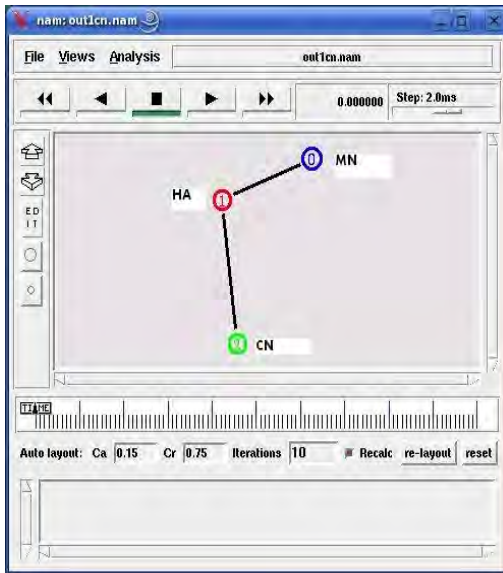 nam: out1cn.nam
File Views Analysis out1cn.nam
0.000000 Step: 2.0ms
0 MN
HA 1
ED
IT
2 CN
TIME
Auto layout: Ca 0.15 Cr 0.75 Iterations 10 Recalc re-layout reset